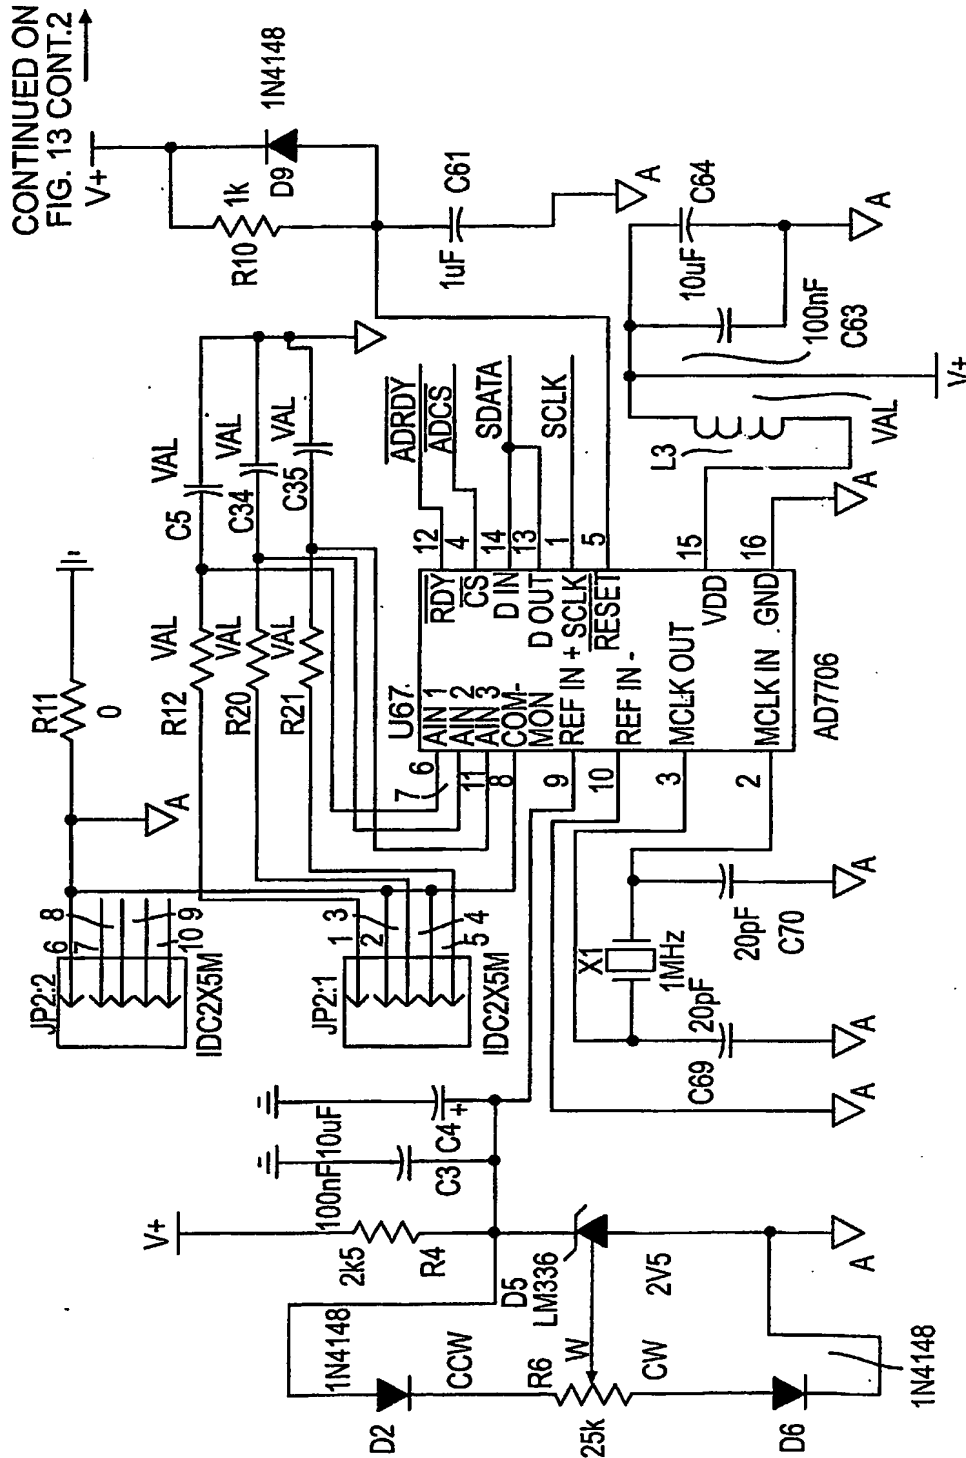 CONTINUED ON
FIG. 13 CONT.2
V+
1N4148
D9
1k
R10
C61
1uF
A
C64
10uF
A
100nF
C63
V+
VAL
L3
A
VAL
C5
VAL
C34
VAL
C35
ADRDY
ADCS
SDATA
SCLK
12
4
14
13
1
5
15
16
R11
0
VAL
R12
VAL
R20
VAL
R21
A
U67
RDY
CS
D IN
D OUT
SCLK
RESET
VDD
GND
AIN 1
AIN 2
AIN 3
COM-
MON
REF IN +
REF IN -
MCLK OUT
MCLK IN
AD7706
6
7
11
8
9
10
3
2
JP2:2
6
7
8
9
10
IDC2X5M
JP2:1
1
2
3
4
5
IDC2X5M
X1
1MHz
20pF
C70
A
20pF
C69
A
A
10uF
C4
+
100nF
C3
V+
2k5
R4
D5
LM336
2V5
A
1N4148
D2
CCW
R6
W
25k
CW
D6
1N4148